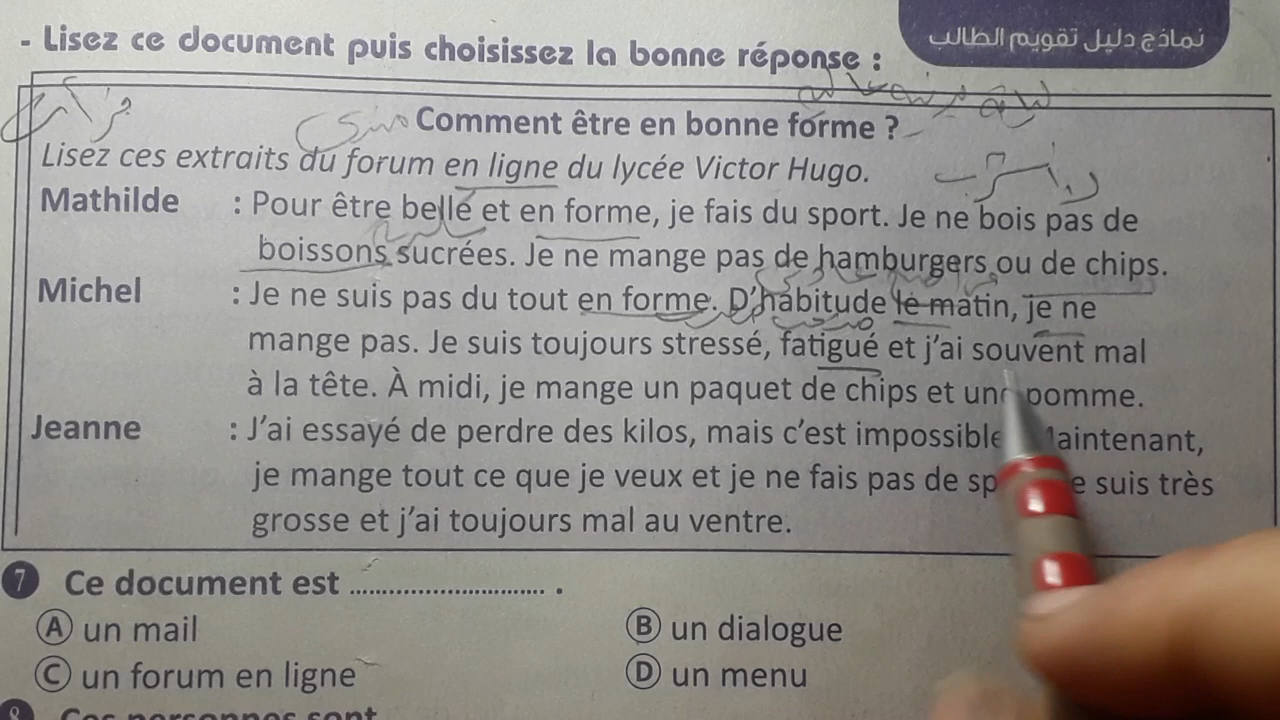 نماذج دليل تقويم الطالب
- Lisez ce document puis choisissez la bonne réponse :
Comment être en bonne forme ?
Lisez ces extraits du forum en ligne du lycée Victor Hugo.
Mathilde : Pour être belle et en forme, je fais du sport. Je ne bois pas de
boissons sucrées. Je ne mange pas de hamburgers ou de chips.
Michel : Je ne suis pas du tout en forme. D'habitude le matin, je ne
mange pas. Je suis toujours stressé, fatigué et j'ai souvent mal
à la tête. À midi, je mange un paquet de chips et une pomme.
Jeanne : J'ai essayé de perdre des kilos, mais c'est impossible Maintenant,
je mange tout ce que je veux et je ne fais pas de suis très
grosse et j'ai toujours mal au ventre.
7 Ce document est ............................. .
A un mail
B un dialogue
C un forum en ligne
D un menu
8 Ces personnes sont